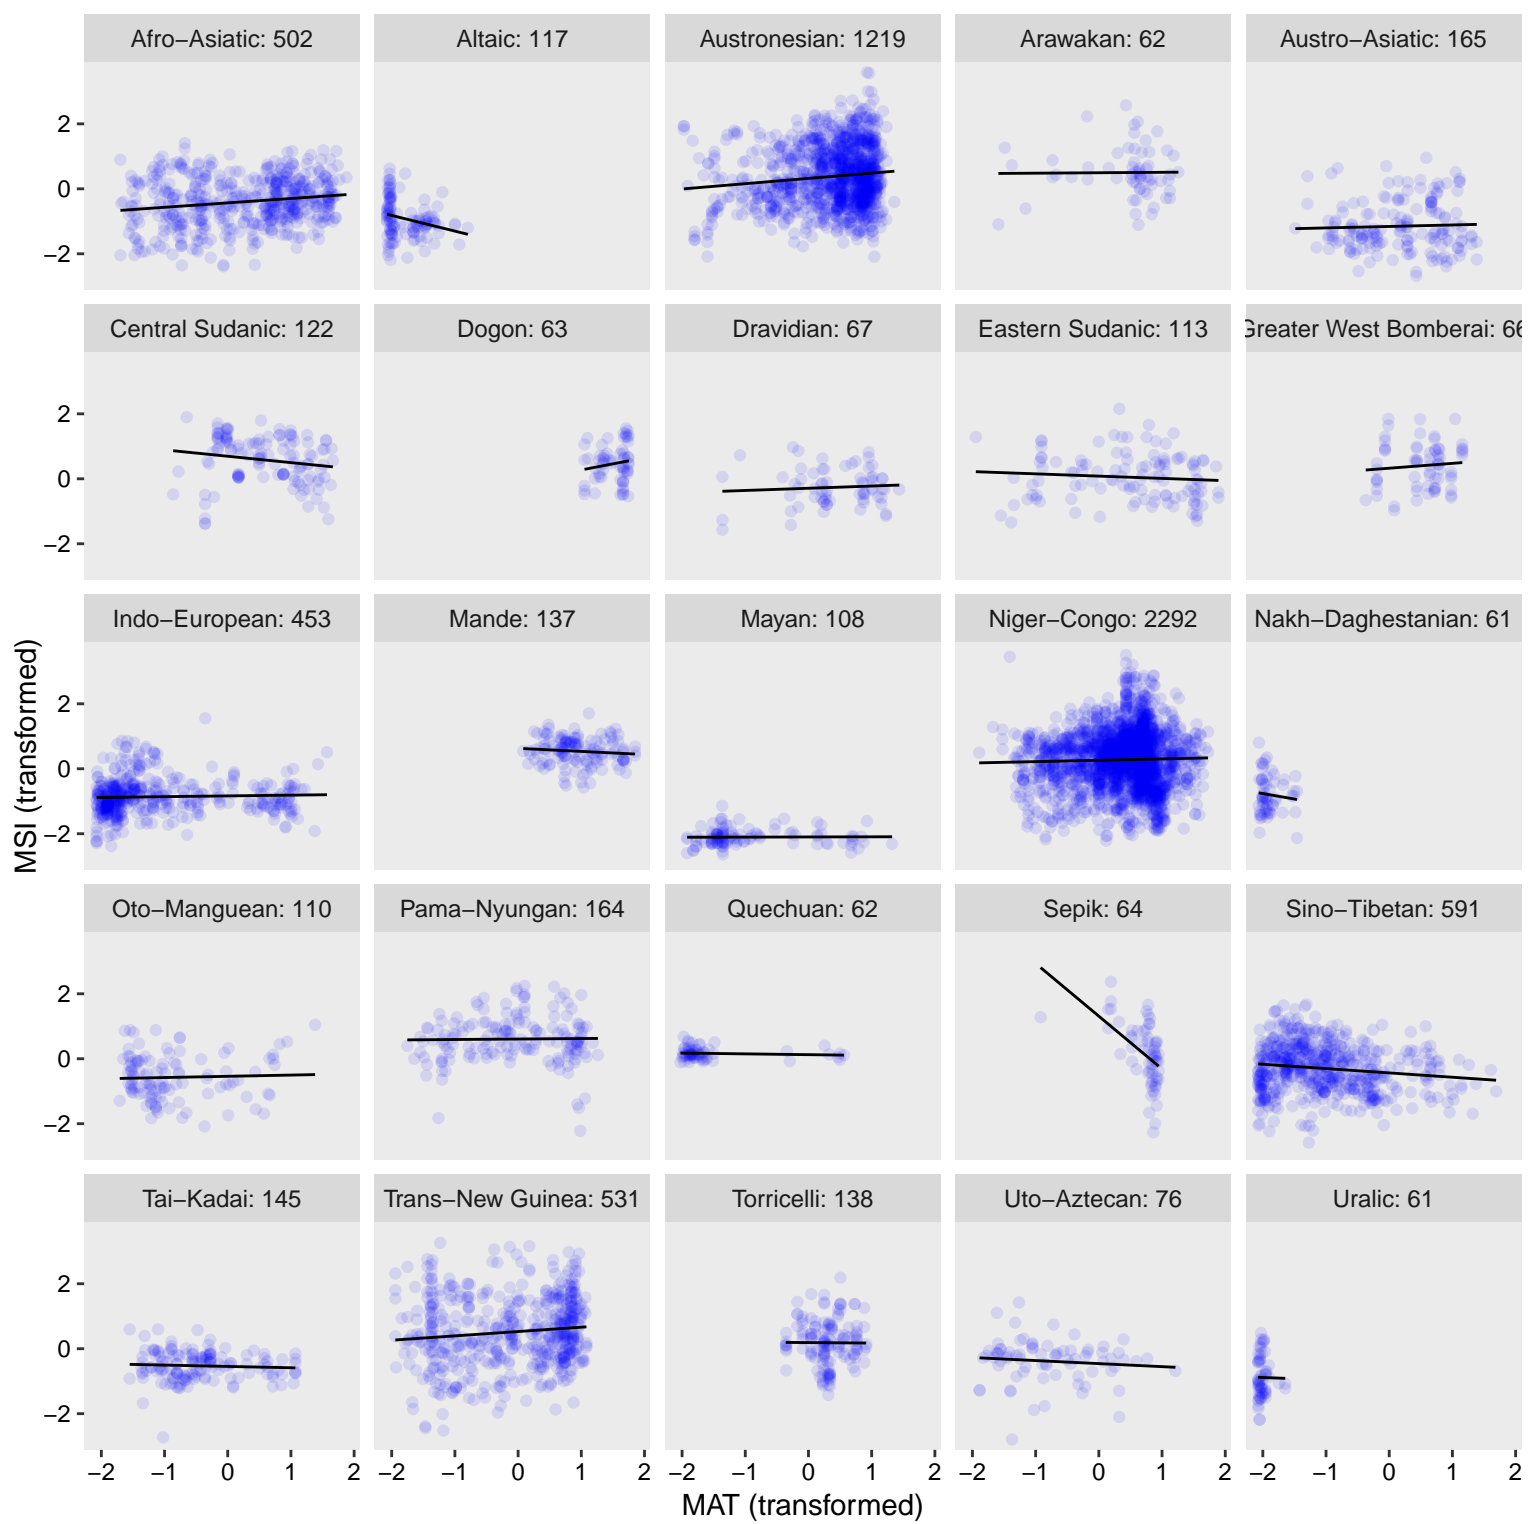 Afro−Asiatic: 502
Altaic: 117
Austronesian: 1219
Arawakan: 62
Austro−Asiatic: 165
2
0
−2
Central Sudanic: 122
Dogon: 63
Dravidian: 67
Eastern Sudanic: 113
Greater West Bomberai: 66
2
0
−2
Indo−European: 453
Mande: 137
Mayan: 108
Niger−Congo: 2292
Nakh−Daghestanian: 61
2
0
−2
MSI (transformed)
Oto−Manguean: 110
Pama−Nyungan: 164
Quechuan: 62
Sepik: 64
Sino−Tibetan: 591
2
0
−2
Tai−Kadai: 145
Trans−New Guinea: 531
Torricelli: 138
Uto−Aztecan: 76
Uralic: 61
2
0
−2
−2 −1 0 1 2
−2 −1 0 1 2
−2 −1 0 1 2
−2 −1 0 1 2
−2 −1 0 1 2
MAT (transformed)